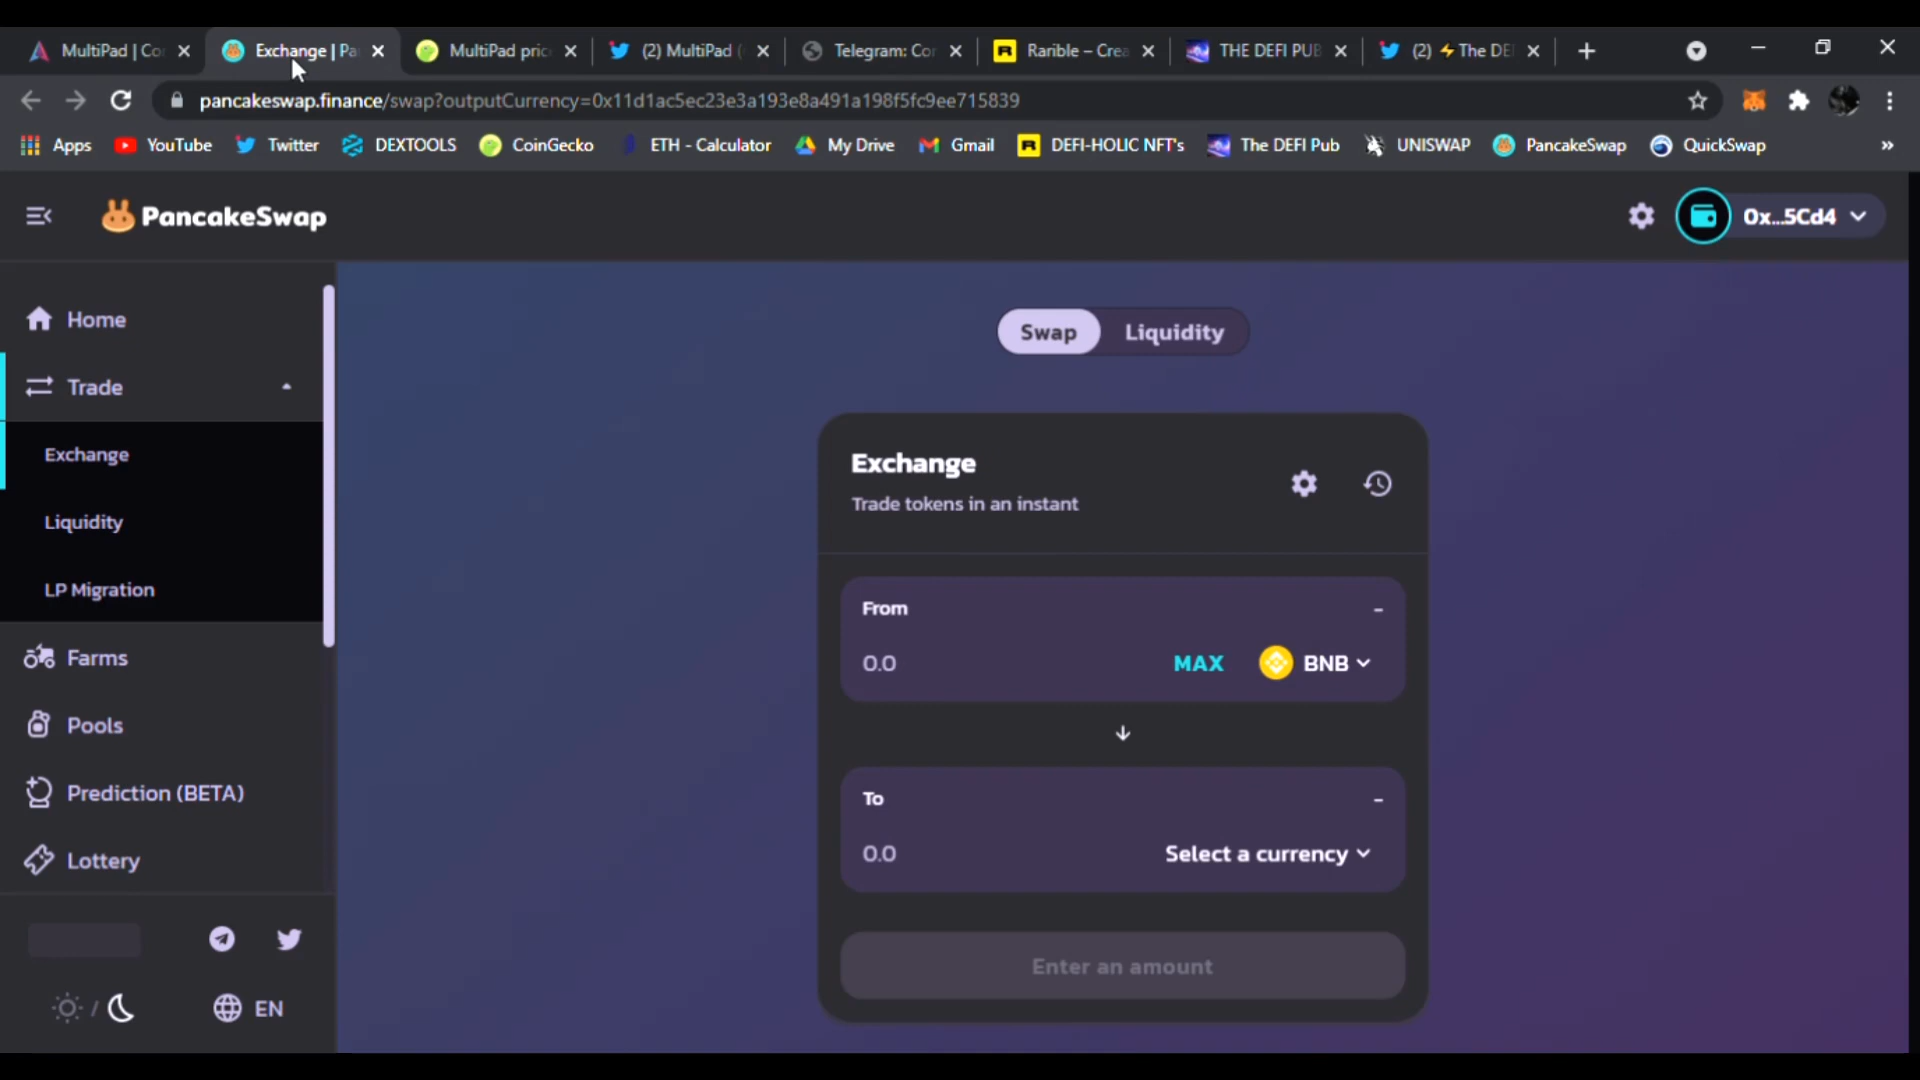 MultiPad | Co
Exchange | Pa
MultiPad pric
(2) MultiPad (
Telegram: Cor
Rarible – Crea
THE DEFI PUB
(2) ⚡The DE
pancakeswap.finance/swap?outputCurrency=0x11d1ac5ec23e3a193e8a491a198f5fc9ee715839
Apps
YouTube
Twitter
DEXTOOLS
CoinGecko
ETH - Calculator
My Drive
Gmail
DEFI-HOLIC NFT's
The DEFI Pub
UNISWAP
PancakeSwap
QuickSwap
»
PancakeSwap
0x...5Cd4
Home
Trade
Exchange
Liquidity
LP Migration
Farms
Pools
Prediction (BETA)
Lottery
/
EN
Swap
Liquidity
Exchange
Trade tokens in an instant
From
-
0.0
MAX
BNB
To
-
0.0
Select a currency
Enter an amount